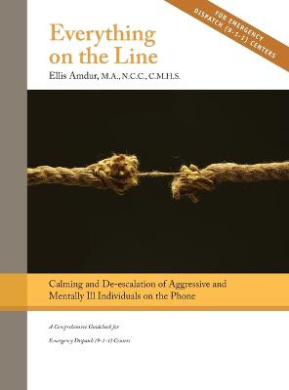 FOR EMERGENCY
DISPATCH (9-1-1) CENTERS
Everything
on the Line
Ellis Amdur, M.A., N.C.C., C.M.H.S.
Calming and De-escalation of Aggressive and
Mentally Ill Individuals on the Phone
A Comprehensive Guidebook for
Emergency Dispatch (9-1-1) Centers